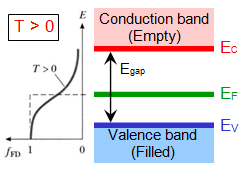 T > 0
E
T > 0
f_FD 1 0
Conduction band
(Empty)
E_C
E_gap
E_F
E_V
Valence band
(Filled)